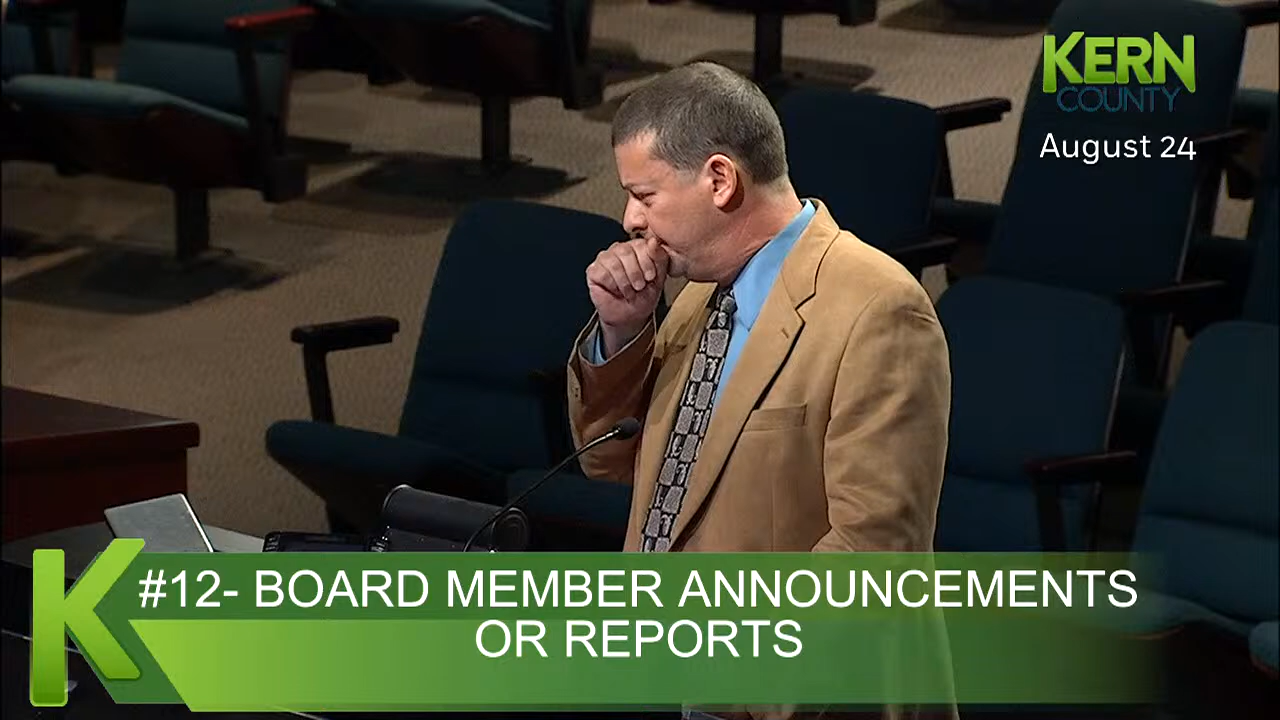 KERN
COUNTY
August 24
#12- BOARD MEMBER ANNOUNCEMENTS
OR REPORTS